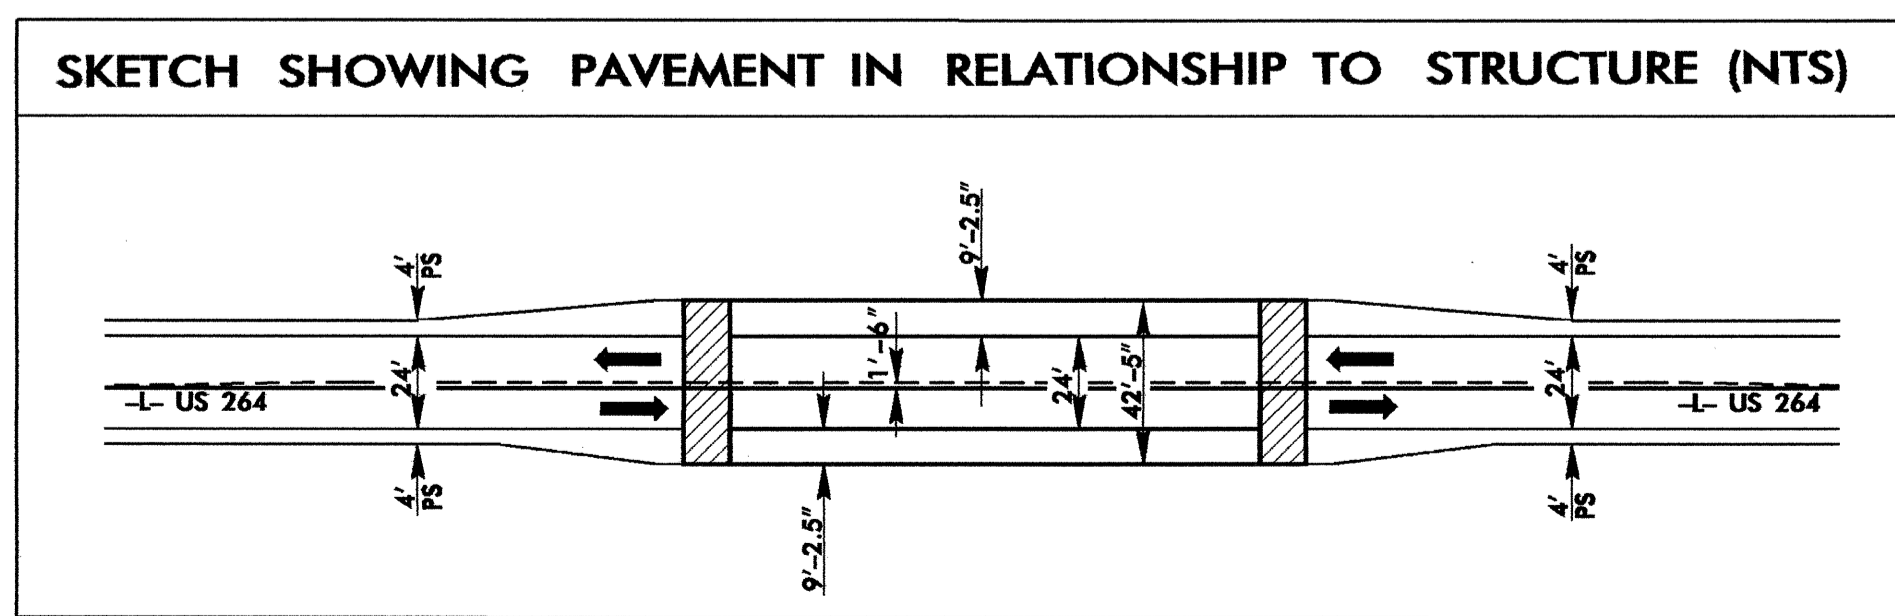 SKETCH SHOWING PAVEMENT IN RELATIONSHIP TO STRUCTURE (NTS)
9'-2.5"
4'
PS
4'
PS
1'-6"
24'
24'
42'-5"
24'
-L- US 264
-L- US 264
4'
PS
9'-2.5"
4'
PS